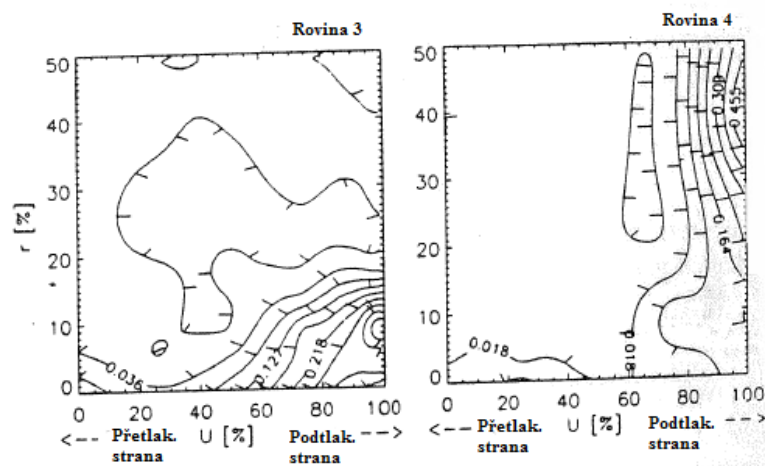 Rovina 3
50
40
30
20
10
0
r [%]
0.036
0.127
0.218
0 20 40 60 80 100
<--- Přetlak. U [%] Podtlak. --->
strana strana
Rovina 4
50
40
30
20
10
0
0.018
0.018
0.164
0.309
0.455
0 20 40 60 80 100
<--- Přetlak. U [%] Podtlak. --->
strana strana